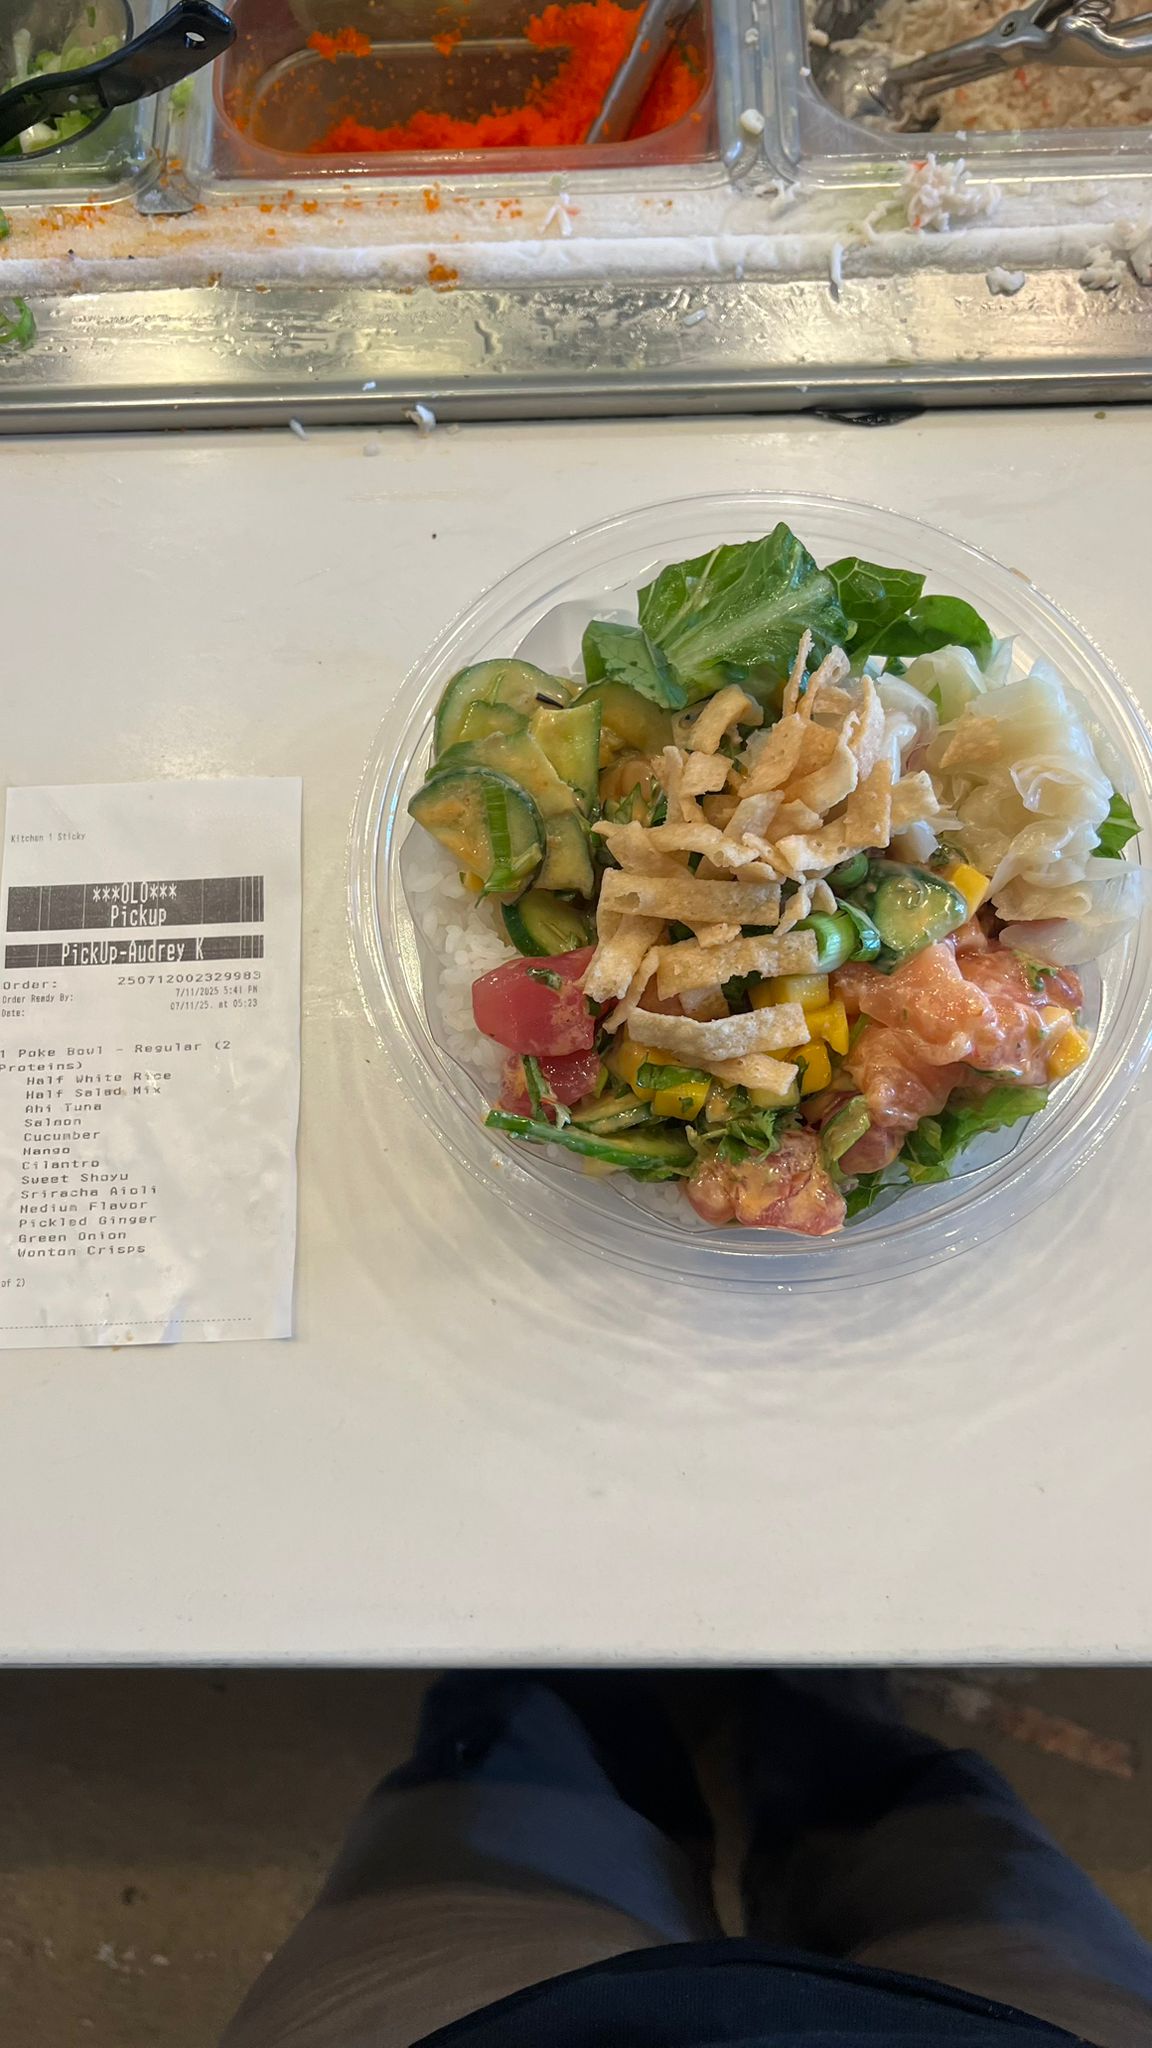 Kitchen 1 Sticky
***OLO***
Pickup
PickUp-Audrey K
Order: 250712002329983
Order Ready By: 7/11/2025 5:41 PM
Date: 07/11/25. at 05:23
1 Poke Bowl - Regular (2
Proteins)
Half White Rice
Half Salad Mix
Ahi Tuna
Salmon
Cucumber
Mango
Cilantro
Sweet Shoyu
Sriracha Aioli
Medium Flavor
Pickled Ginger
Green Onion
Wonton Crisps
of 2)